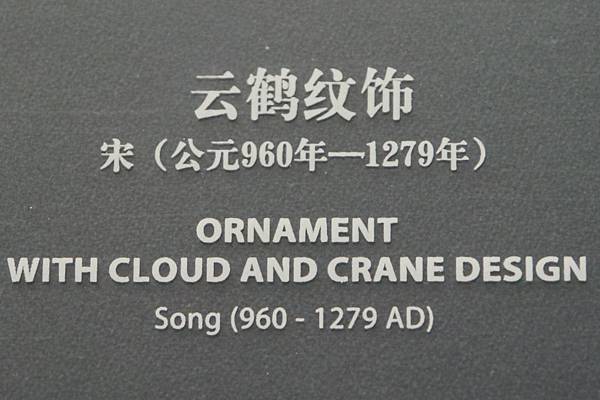 云鹤纹饰
宋（公元960年—1279年）
ORNAMENT
WITH CLOUD AND CRANE DESIGN
Song (960 - 1279 AD)